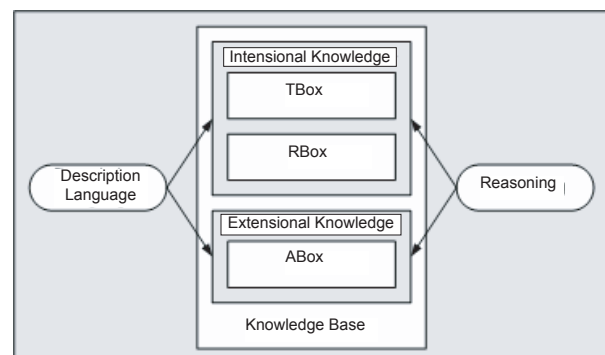 Intensional Knowledge
TBox
RBox
Description
Language
Reasoning
Extensional Knowledge
ABox
Knowledge Base